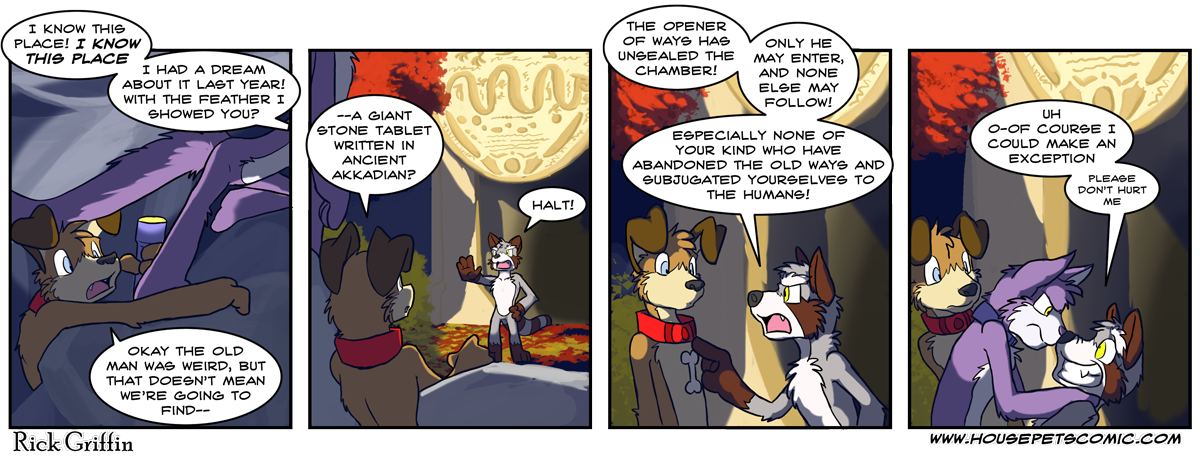 I KNOW THIS
PLACE! I KNOW
THIS PLACE
I HAD A DREAM
ABOUT IT LAST YEAR!
WITH THE FEATHER I
SHOWED YOU?
OKAY THE OLD
MAN WAS WEIRD, BUT
THAT DOESN'T MEAN
WE'RE GOING TO
FIND--
--A GIANT
STONE TABLET
WRITTEN IN
ANCIENT
AKKADIAN?
HALT!
THE OPENER
OF WAYS HAS
UNSEALED THE
CHAMBER!
ONLY HE
MAY ENTER,
AND NONE
ELSE MAY
FOLLOW!
ESPECIALLY NONE OF
YOUR KIND WHO HAVE
ABANDONED THE OLD WAYS AND
SUBJUGATED YOURSELVES TO
THE HUMANS!
UH
O-OF COURSE I
COULD MAKE AN
EXCEPTION
PLEASE
DON'T HURT
ME
Rick Griffin
WWW.HOUSEPETSCOMIC.COM